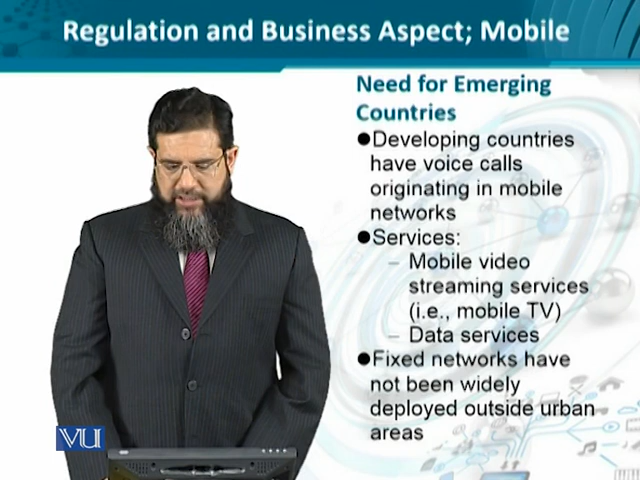 Regulation and Business Aspect; Mobile
Need for Emerging
Countries
●Developing countries
have voice calls
originating in mobile
networks
●Services:
– Mobile video
streaming services
(i.e., mobile TV)
– Data services
●Fixed networks have
not been widely
deployed outside urban
areas
VU